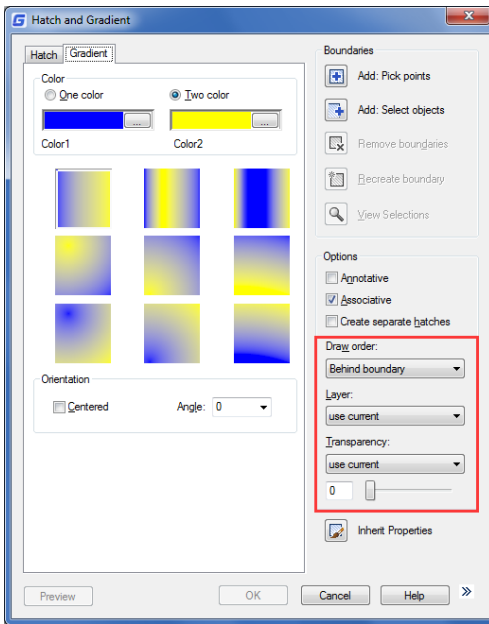 Hatch and Gradient
Hatch
Gradient
Color
One color
Two color
...
...
Color1
Color2
Orientation
Centered
Angle: 0
Boundaries
Add: Pick points
Add: Select objects
Remove boundaries
Recreate boundary
View Selections
Options
Annotative
Associative
Create separate hatches
Draw order:
Behind boundary
Layer:
use current
Transparency:
use current
0
Inherit Properties
Preview
OK
Cancel
Help